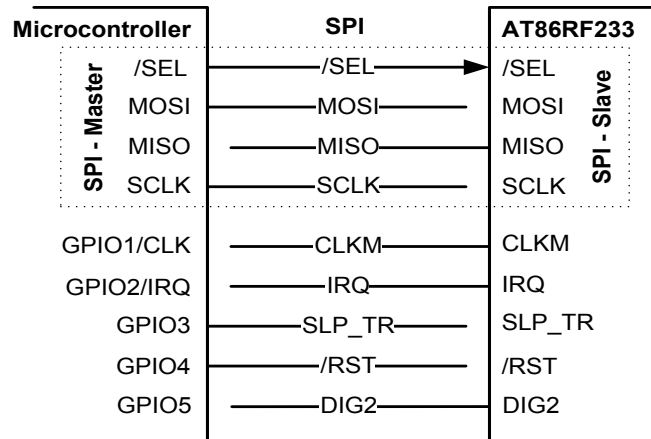 Microcontroller SPI AT86RF233
/SEL /SEL /SEL
MOSI MOSI MOSI
MISO MISO MISO
SCLK SCLK SCLK
SPI - Master
SPI - Slave
GPIO1/CLK CLKM CLKM
GPIO2/IRQ IRQ IRQ
GPIO3 SLP_TR SLP_TR
GPIO4 /RST /RST
GPIO5 DIG2 DIG2